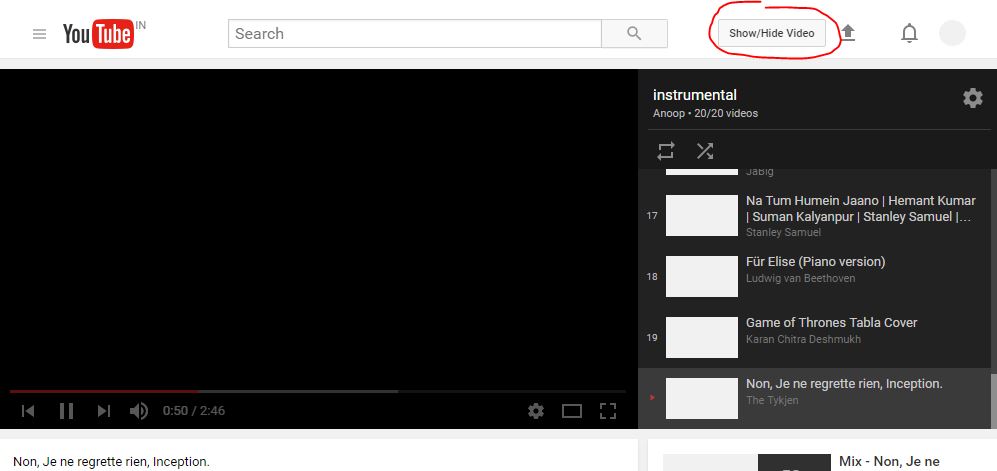 YouTube IN
Search
Show/Hide Video
instrumental
Anoop • 20/20 videos
JaBig
17
Na Tum Humein Jaano | Hemant Kumar
| Suman Kalyanpur | Stanley Samuel |...
Stanley Samuel
18
Für Elise (Piano version)
Ludwig van Beethoven
19
Game of Thrones Tabla Cover
Karan Chitra Deshmukh
Non, Je ne regrette rien, Inception.
The Tykjen
0:50 / 2:46
Non, Je ne regrette rien, Inception.
Mix - Non, Je ne